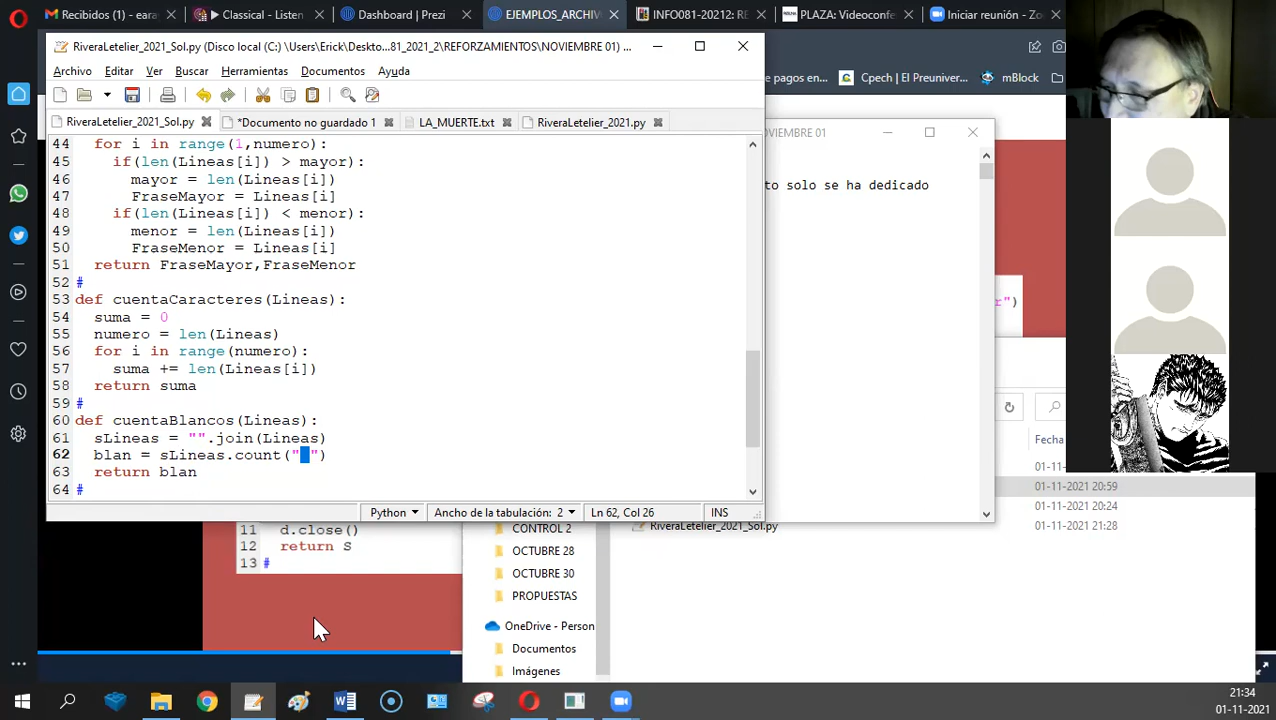 Recibidos (1) - earay
Classical - Listen
Dashboard | Prezi
EJEMPLOS_ARCHIV
INFO081-20212: RE
PLAZA: Videoconfe
Iniciar reunión - Zo
RiveraLetelier_2021_Sol.py (Disco local (C:) \Users\Erick\Deskto...81_2021_2\REFORZAMIENTOS\NOVIEMBRE 01) ...
Archivo Editar Ver Buscar Herramientas Documentos Ayuda
de pagos en...
Cpech | El Preuniver...
mBlock
RiveraLetelier_2021_Sol.py
*Documento no guardado 1
LA_MUERTE.txt
RiveraLetelier_2021.py
OVIEMBRE 01
44 for i in range(1,numero):
45 if(len(Lineas[i]) > mayor):
46 mayor = len(Lineas[i])
47 FraseMayor = Lineas[i]
48 if(len(Lineas[i]) < menor):
49 menor = len(Lineas[i])
50 FraseMenor = Lineas[i]
51 return FraseMayor,FraseMenor
52 #
53 def cuentaCaracteres(Lineas):
54 suma = 0
55 numero = len(Lineas)
56 for i in range(numero):
57 suma += len(Lineas[i])
58 return suma
59 #
60 def cuentaBlancos(Lineas):
61 sLineas = "".join(Lineas)
62 blan = sLineas.count(" ")
63 return blan
64 #
to solo se ha dedicado
r")
Python
Ancho de la tabulación: 2
Ln 62, Col 26
INS
11 d.close()
12 return S
13 #
Fecha
01-11-
01-11-2021 20:59
01-11-2021 20:24
01-11-2021 21:28
RiveraLetelier_2021_Sol.py
CONTROL 2
OCTUBRE 28
OCTUBRE 30
PROPUESTAS
OneDrive - Person
Documentos
Imágenes
21:34
01-11-2021